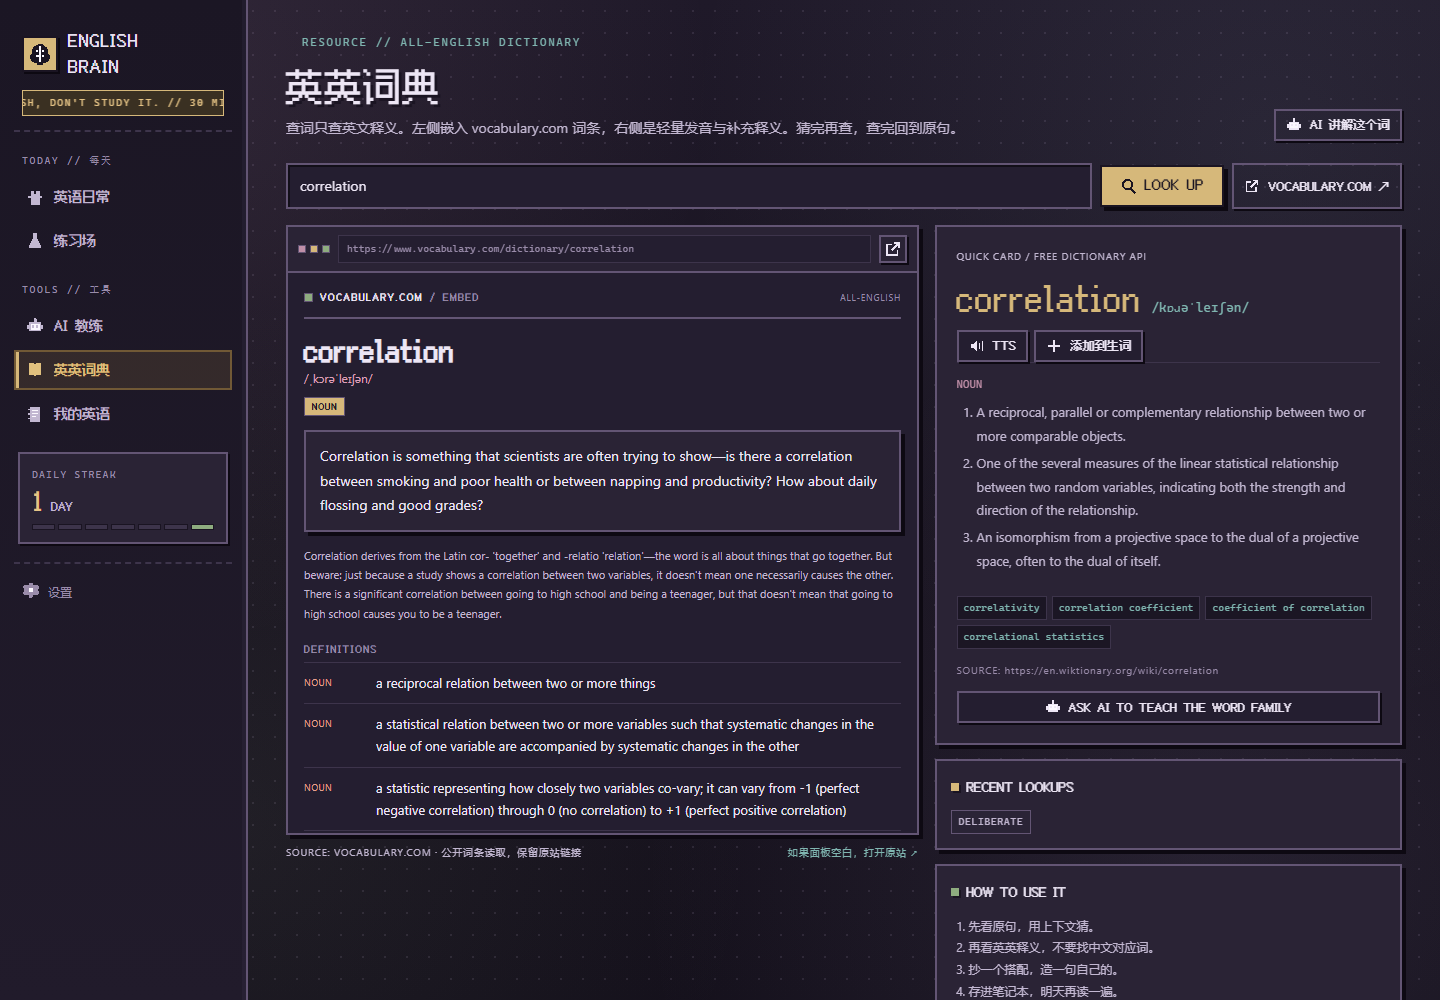 ENGLISH
BRAIN
SH, DON'T STUDY IT. // 30 MI
TODAY // 每天
英语日常
练习场
TOOLS // 工具
AI 教练
英英词典
我的英语
DAILY STREAK
1 DAY
设置
RESOURCE // ALL-ENGLISH DICTIONARY
英英词典
查词只查英文释义。左侧嵌入 vocabulary.com 词条，右侧是轻量发音与补充释义。猜完再查，查完回到原句。
AI 讲解这个词
correlation
LOOK UP
VOCABULARY.COM ↗
https://www.vocabulary.com/dictionary/correlation
VOCABULARY.COM / EMBED
ALL-ENGLISH
correlation
/ˌkɔrəˈleɪʃən/
NOUN
Correlation is something that scientists are often trying to show—is there a correlation
between smoking and poor health or between napping and productivity? How about daily
flossing and good grades?
Correlation derives from the Latin cor- 'together' and -relatio 'relation'—the word is all about things that go together. But
beware: just because a study shows a correlation between two variables, it doesn't mean one necessarily causes the other.
There is a significant correlation between going to high school and being a teenager, but that doesn't mean that going to
high school causes you to be a teenager.
DEFINITIONS
NOUN a reciprocal relation between two or more things
NOUN a statistical relation between two or more variables such that systematic changes in the
value of one variable are accompanied by systematic changes in the other
NOUN a statistic representing how closely two variables co-vary; it can vary from -1 (perfect
negative correlation) through 0 (no correlation) to +1 (perfect positive correlation)
SOURCE: VOCABULARY.COM · 公开词条读取，保留原站链接
如果面板空白，打开原站 ↗
QUICK CARD / FREE DICTIONARY API
correlation /kɒɹəˈleɪʃən/
TTS
添加到生词
NOUN
1. A reciprocal, parallel or complementary relationship between two or
more comparable objects.
2. One of the several measures of the linear statistical relationship
between two random variables, indicating both the strength and
direction of the relationship.
3. An isomorphism from a projective space to the dual of a projective
space, often to the dual of itself.
correlativity
correlation coefficient
coefficient of correlation
correlational statistics
SOURCE: https://en.wiktionary.org/wiki/correlation
ASK AI TO TEACH THE WORD FAMILY
RECENT LOOKUPS
DELIBERATE
HOW TO USE IT
1. 先看原句，用上下文猜。
2. 再看英英释义，不要找中文对应词。
3. 抄一个搭配，造一句自己的。
4. 存进笔记本，明天再读一遍。